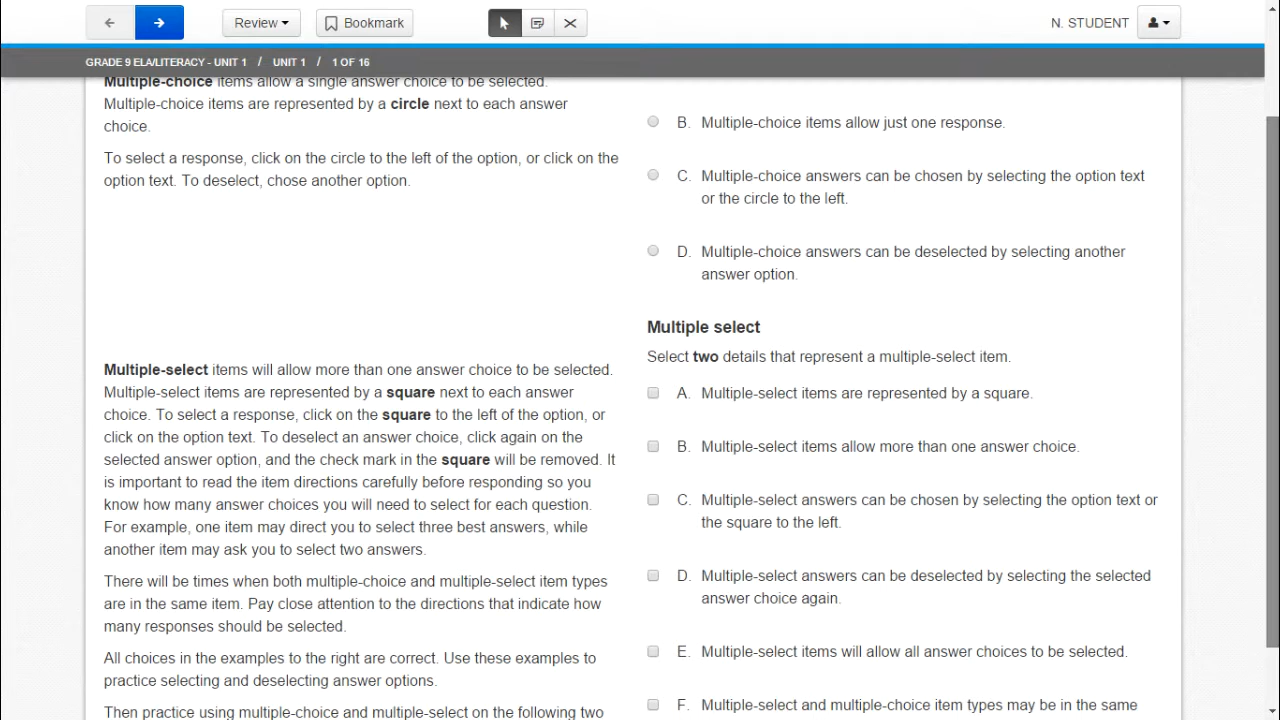 Review
Bookmark
N. STUDENT
GRADE 9 ELA/LITERACY - UNIT 1 / UNIT 1 / 1 OF 16
Multiple-choice items allow a single answer choice to be selected.
Multiple-choice items are represented by a circle next to each answer
choice.
To select a response, click on the circle to the left of the option, or click on the
option text. To deselect, chose another option.
Multiple-select items will allow more than one answer choice to be selected.
Multiple-select items are represented by a square next to each answer
choice. To select a response, click on the square to the left of the option, or
click on the option text. To deselect an answer choice, click again on the
selected answer option, and the check mark in the square will be removed. It
is important to read the item directions carefully before responding so you
know how many answer choices you will need to select for each question.
For example, one item may direct you to select three best answers, while
another item may ask you to select two answers.
There will be times when both multiple-choice and multiple-select item types
are in the same item. Pay close attention to the directions that indicate how
many responses should be selected.
All choices in the examples to the right are correct. Use these examples to
practice selecting and deselecting answer options.
Then practice using multiple-choice and multiple-select on the following two
B. Multiple-choice items allow just one response.
C. Multiple-choice answers can be chosen by selecting the option text
or the circle to the left.
D. Multiple-choice answers can be deselected by selecting another
answer option.
Multiple select
Select two details that represent a multiple-select item.
A. Multiple-select items are represented by a square.
B. Multiple-select items allow more than one answer choice.
C. Multiple-select answers can be chosen by selecting the option text or
the square to the left.
D. Multiple-select answers can be deselected by selecting the selected
answer choice again.
E. Multiple-select items will allow all answer choices to be selected.
F. Multiple-select and multiple-choice item types may be in the same